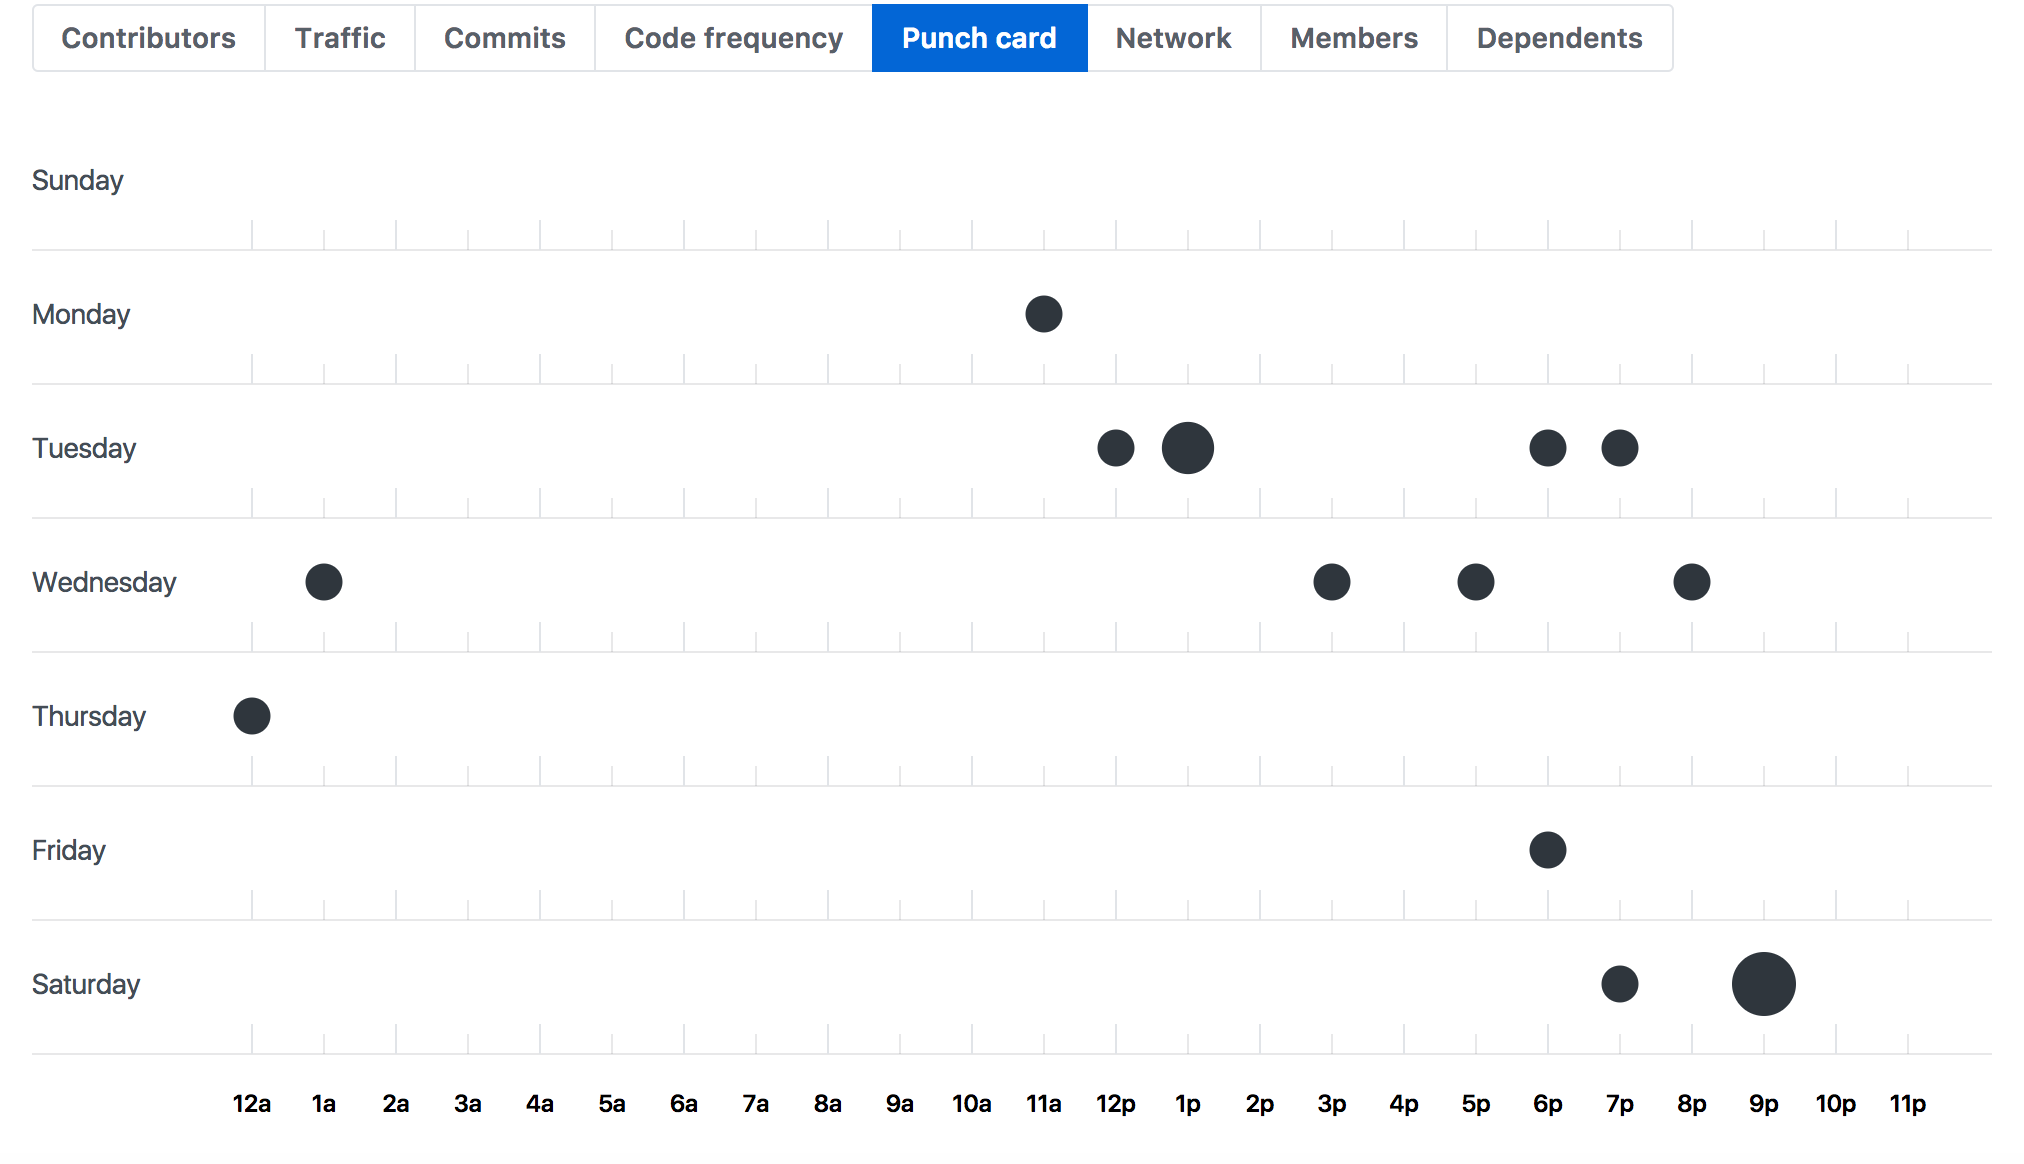 Contributors Traffic Commits Code frequency Punch card Network Members Dependents
Sunday
Monday
Tuesday
Wednesday
Thursday
Friday
Saturday
12a 1a 2a 3a 4a 5a 6a 7a 8a 9a 10a 11a 12p 1p 2p 3p 4p 5p 6p 7p 8p 9p 10p 11p